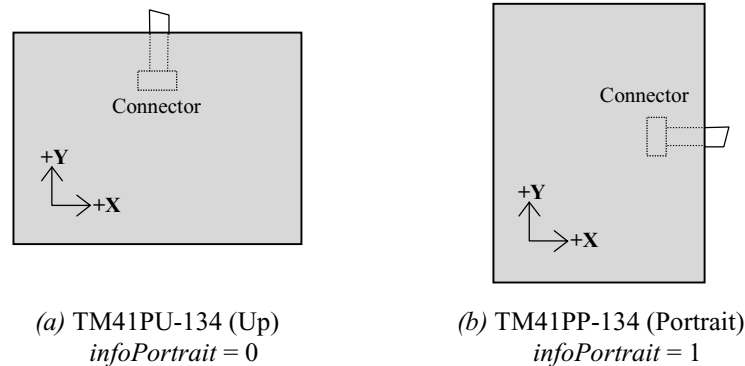 Connector
+Y
+X
(a) TM41PU-134 (Up)
infoPortrait = 0
Connector
+Y
+X
(b) TM41PP-134 (Portrait)
infoPortrait = 1